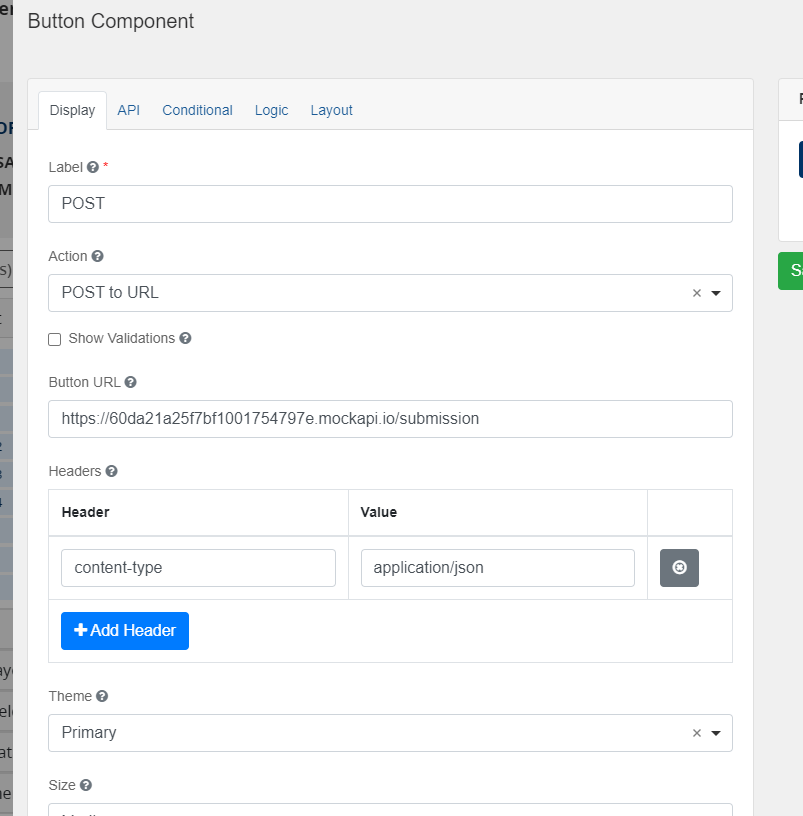 Button Component
Display API Conditional Logic Layout
Label *
POST
Action
POST to URL
Show Validations
Button URL
https://60da21a25f7bf1001754797e.mockapi.io/submission
Headers
Header Value
content-type application/json
Add Header
Theme
Primary
Size